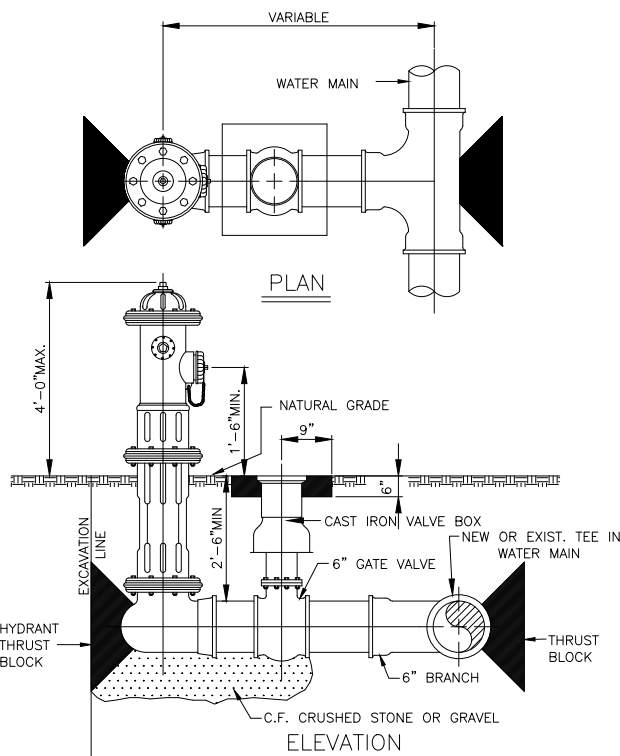 VARIABLE
WATER MAIN
PLAN
4'-0"MAX.
1'-6"MIN.
NATURAL GRADE
9"
6"
CAST IRON VALVE BOX
2'-6"MIN
EXCAVATION
LINE
NEW OR EXIST. TEE IN
WATER MAIN
6" GATE VALVE
HYDRANT
THRUST
BLOCK
THRUST
BLOCK
6" BRANCH
C.F. CRUSHED STONE OR GRAVEL
ELEVATION